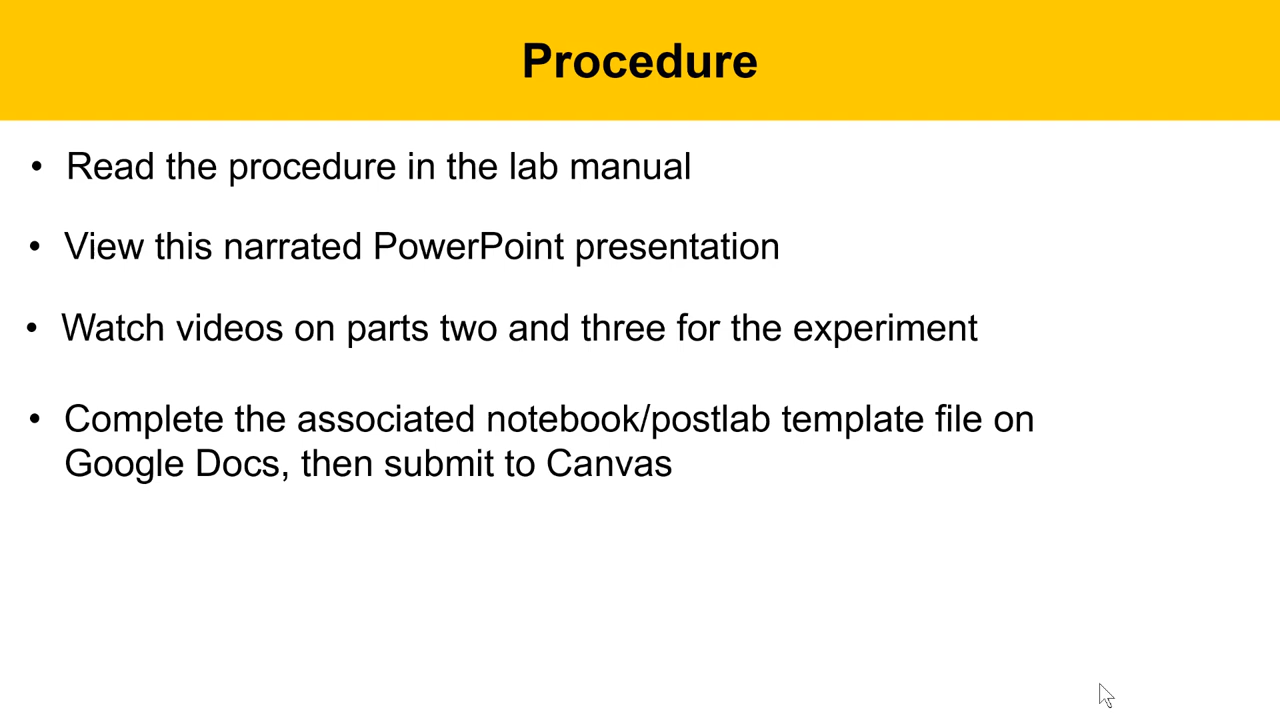 Procedure
• Read the procedure in the lab manual
• View this narrated PowerPoint presentation
• Watch videos on parts two and three for the experiment
• Complete the associated notebook/postlab template file on
Google Docs, then submit to Canvas